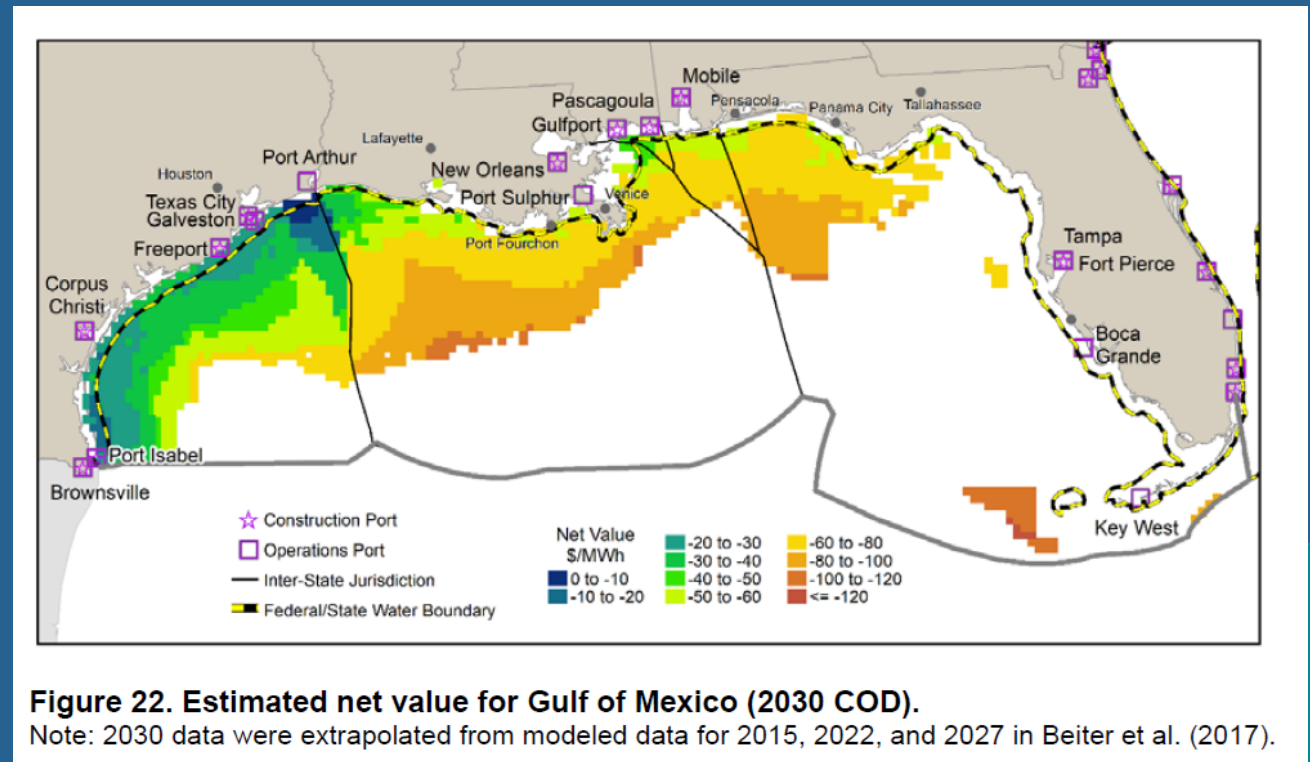 Mobile
Pascagoula
Pensacola
Panama City
Tallahassee
Gulfport
Lafayette
Port Arthur
New Orleans
Houston
Texas City
Port Sulphur
Venice
Galveston
Freeport
Port Fourchon
Tampa
Fort Pierce
Corpus
Christi
Boca
Grande
Port Isabel
Brownsville
Key West
Construction Port
Operations Port
Inter-State Jurisdiction
Federal/State Water Boundary
Net Value
$/MWh
0 to -10
-10 to -20
-20 to -30
-30 to -40
-40 to -50
-50 to -60
-60 to -80
-80 to -100
-100 to -120
<= -120
Figure 22. Estimated net value for Gulf of Mexico (2030 COD).
Note: 2030 data were extrapolated from modeled data for 2015, 2022, and 2027 in Beiter et al. (2017).